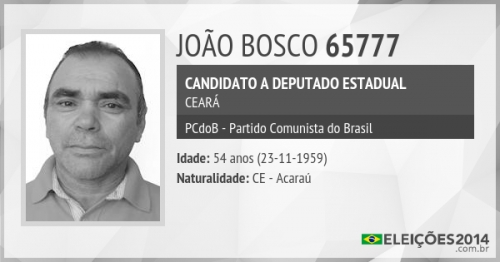 JOÃO BOSCO 65777
CANDIDATO A DEPUTADO ESTADUAL
CEARÁ
PCdoB - Partido Comunista do Brasil
Idade: 54 anos (23-11-1959)
Naturalidade: CE - Acaraú
ELEIÇÕES2014
.com.br